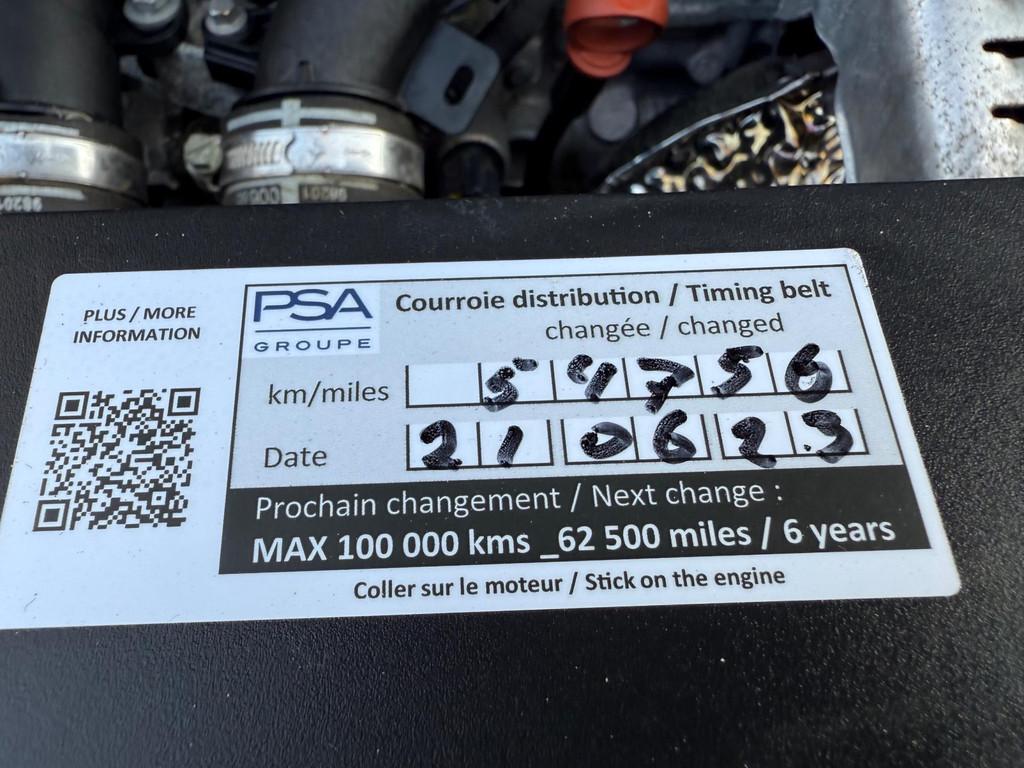 PLUS / MORE
INFORMATION
PSA
GROUPE
Courroie distribution / Timing belt
changée / changed
km/miles 54756
Date 21 06 23
Prochain changement / Next change :
MAX 100 000 kms _62 500 miles / 6 years
Coller sur le moteur / Stick on the engine